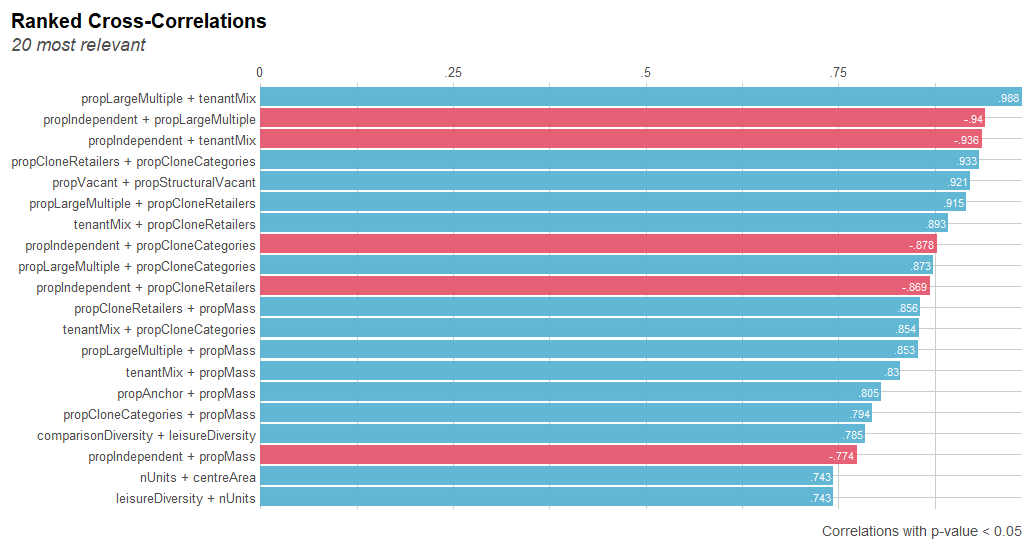 Ranked Cross-Correlations
20 most relevant
0 .25 .5 .75
propLargeMultiple + tenantMix .988
propIndependent + propLargeMultiple -.94
propIndependent + tenantMix -.936
propCloneRetailers + propCloneCategories .933
propVacant + propStructuralVacant .921
propLargeMultiple + propCloneRetailers .915
tenantMix + propCloneRetailers .893
propIndependent + propCloneCategories -.878
propLargeMultiple + propCloneCategories .873
propIndependent + propCloneRetailers -.869
propCloneRetailers + propMass .856
tenantMix + propCloneCategories .854
propLargeMultiple + propMass .853
tenantMix + propMass .83
propAnchor + propMass .805
propCloneCategories + propMass .794
comparisonDiversity + leisureDiversity .785
propIndependent + propMass -.774
nUnits + centreArea .743
leisureDiversity + nUnits .743
Correlations with p-value < 0.05